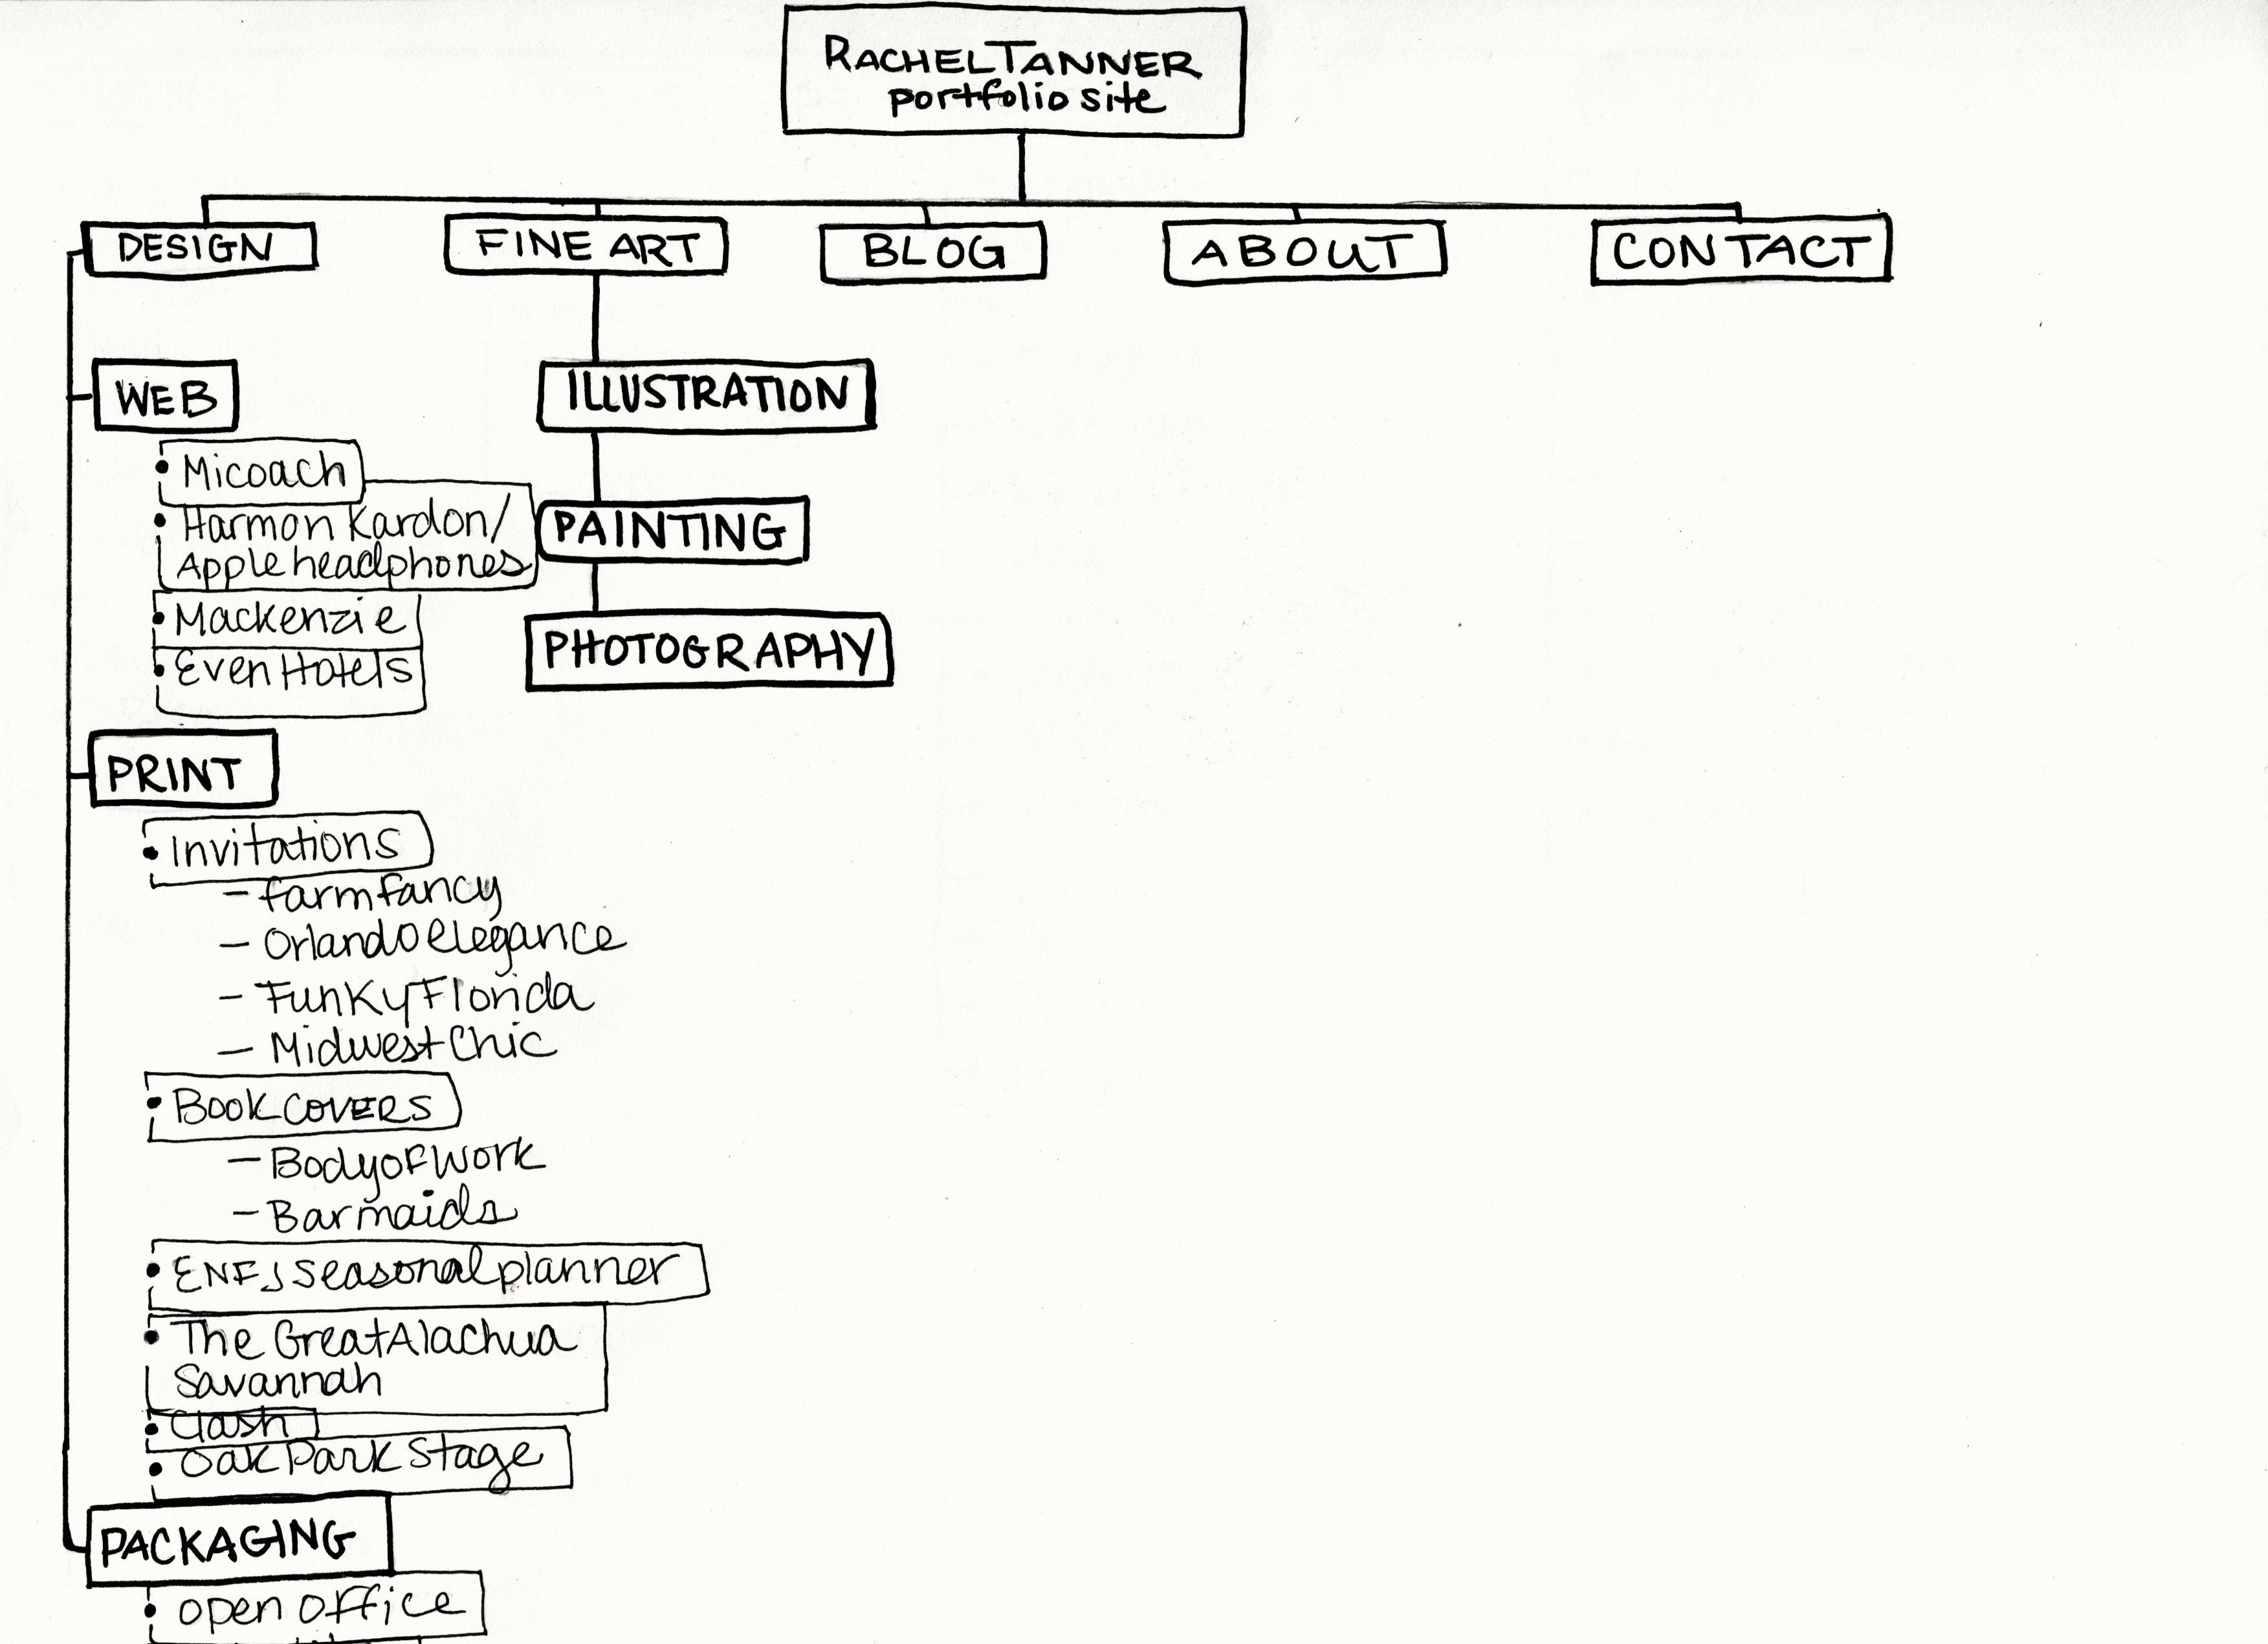 RACHEL TANNER
portfolio site
DESIGN
FINE ART
BLOG
ABOUT
CONTACT
WEB
• Micoach
• Harmon Kardon/
Apple headphones
• Mackenzie
• Even Hotels
ILLUSTRATION
PAINTING
PHOTOGRAPHY
PRINT
• Invitations
– farm fancy
– Orlando elegance
– Funky Florida
– Midwest Chic
• Book covers
– Body of Work
– Barmaids
• ENFJ seasonal planner
• The Great Alachua
Savannah
• Clash
• Oak Park Stage
PACKAGING
• open office